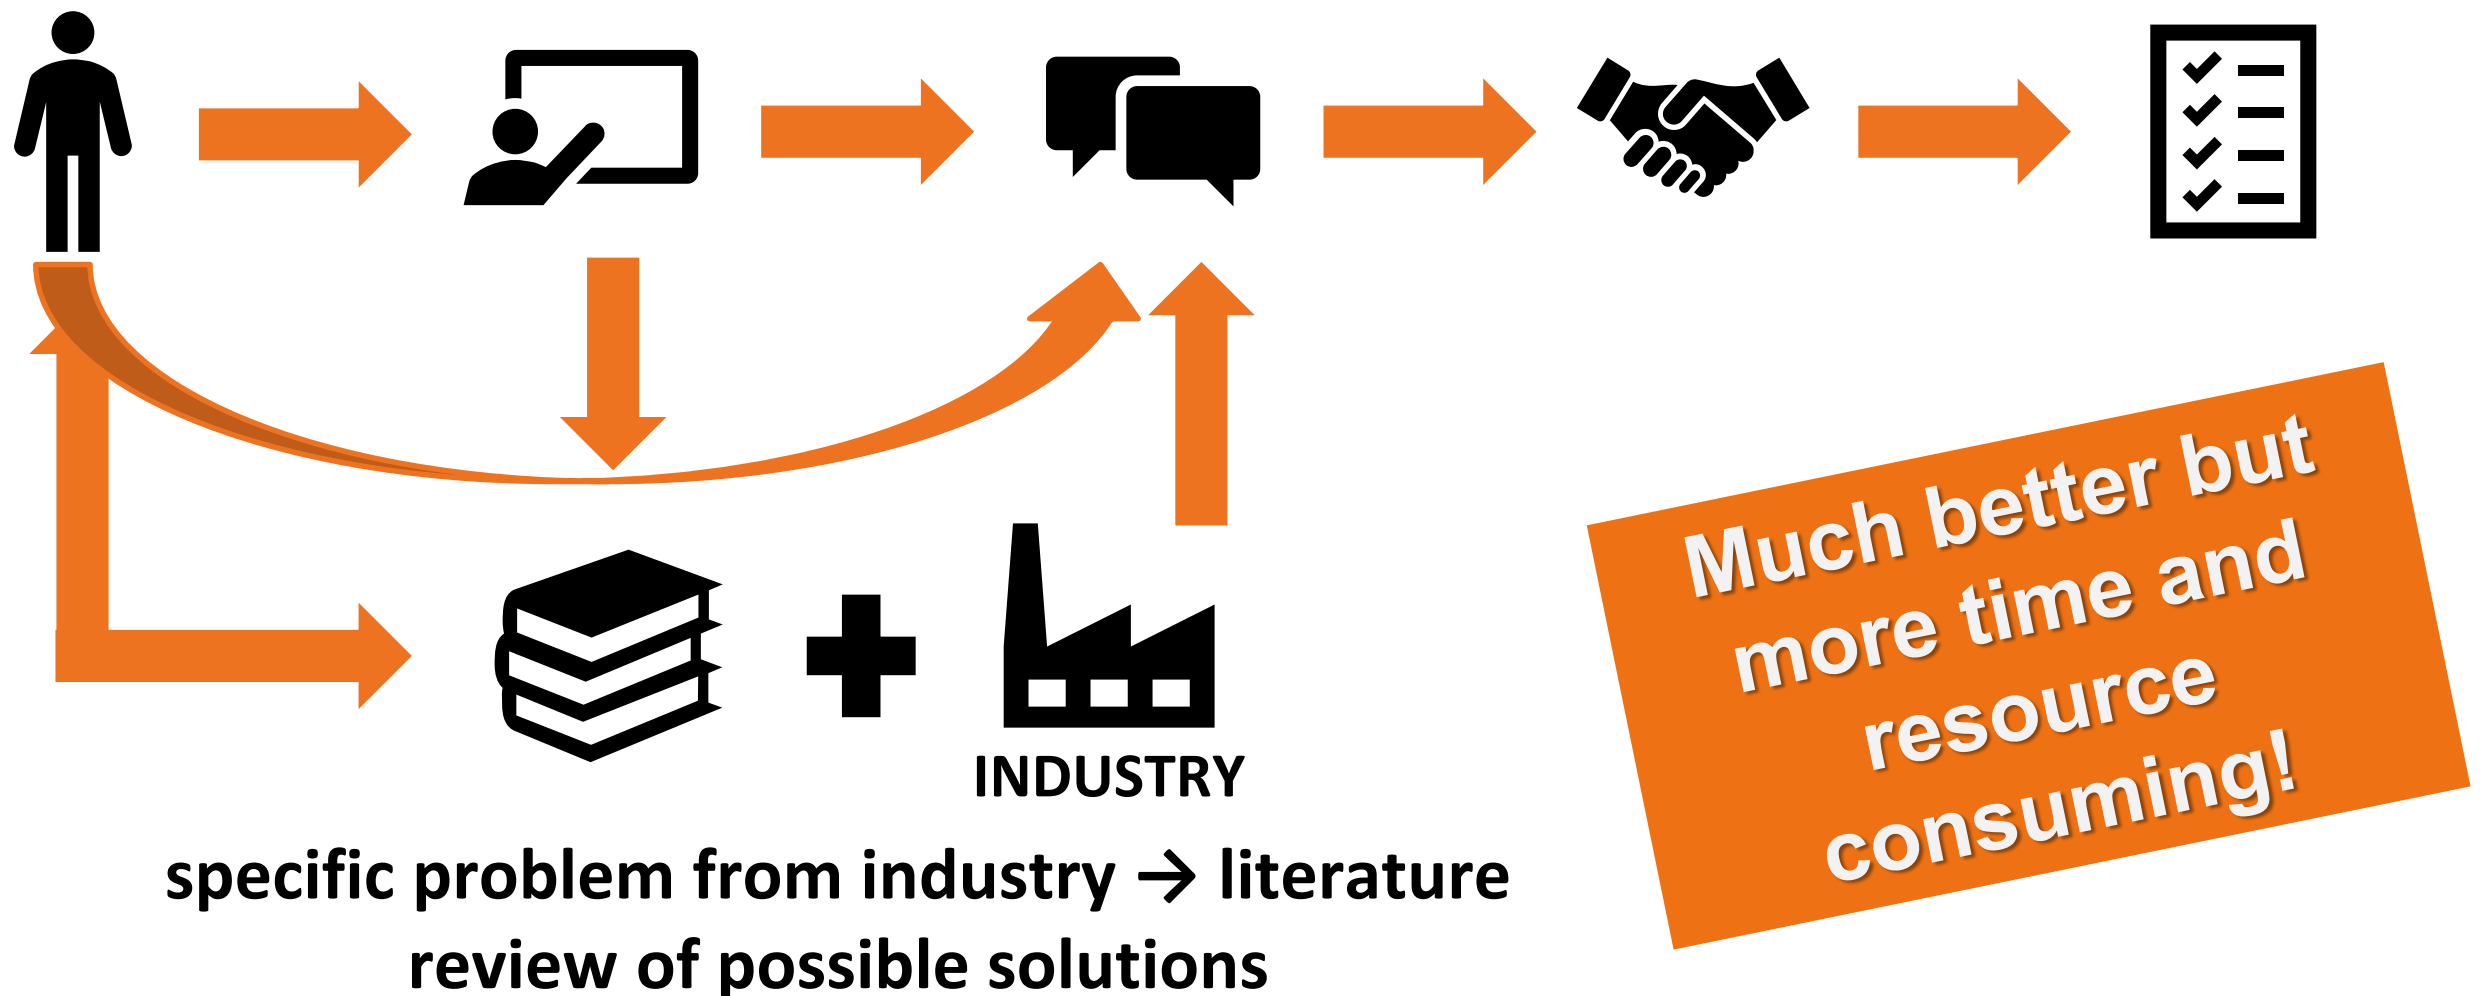 INDUSTRY
specific problem from industry → literature
review of possible solutions
Much better but
more time and
resource
consuming!